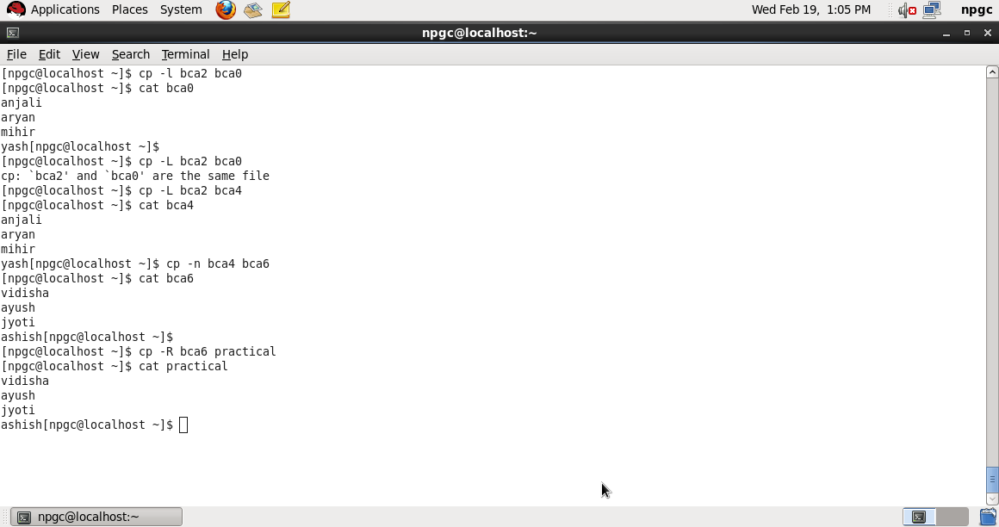 Applications Places System Wed Feb 19, 1:05 PM npgc
npgc@localhost:~
File Edit View Search Terminal Help
[npgc@localhost ~]$ cp -l bca2 bca0
[npgc@localhost ~]$ cat bca0
anjali
aryan
mihir
yash[npgc@localhost ~]$
[npgc@localhost ~]$ cp -L bca2 bca0
cp: `bca2' and `bca0' are the same file
[npgc@localhost ~]$ cp -L bca2 bca4
[npgc@localhost ~]$ cat bca4
anjali
aryan
mihir
yash[npgc@localhost ~]$ cp -n bca4 bca6
[npgc@localhost ~]$ cat bca6
vidisha
ayush
jyoti
ashish[npgc@localhost ~]$
[npgc@localhost ~]$ cp -R bca6 practical
[npgc@localhost ~]$ cat practical
vidisha
ayush
jyoti
ashish[npgc@localhost ~]$
npgc@localhost:~